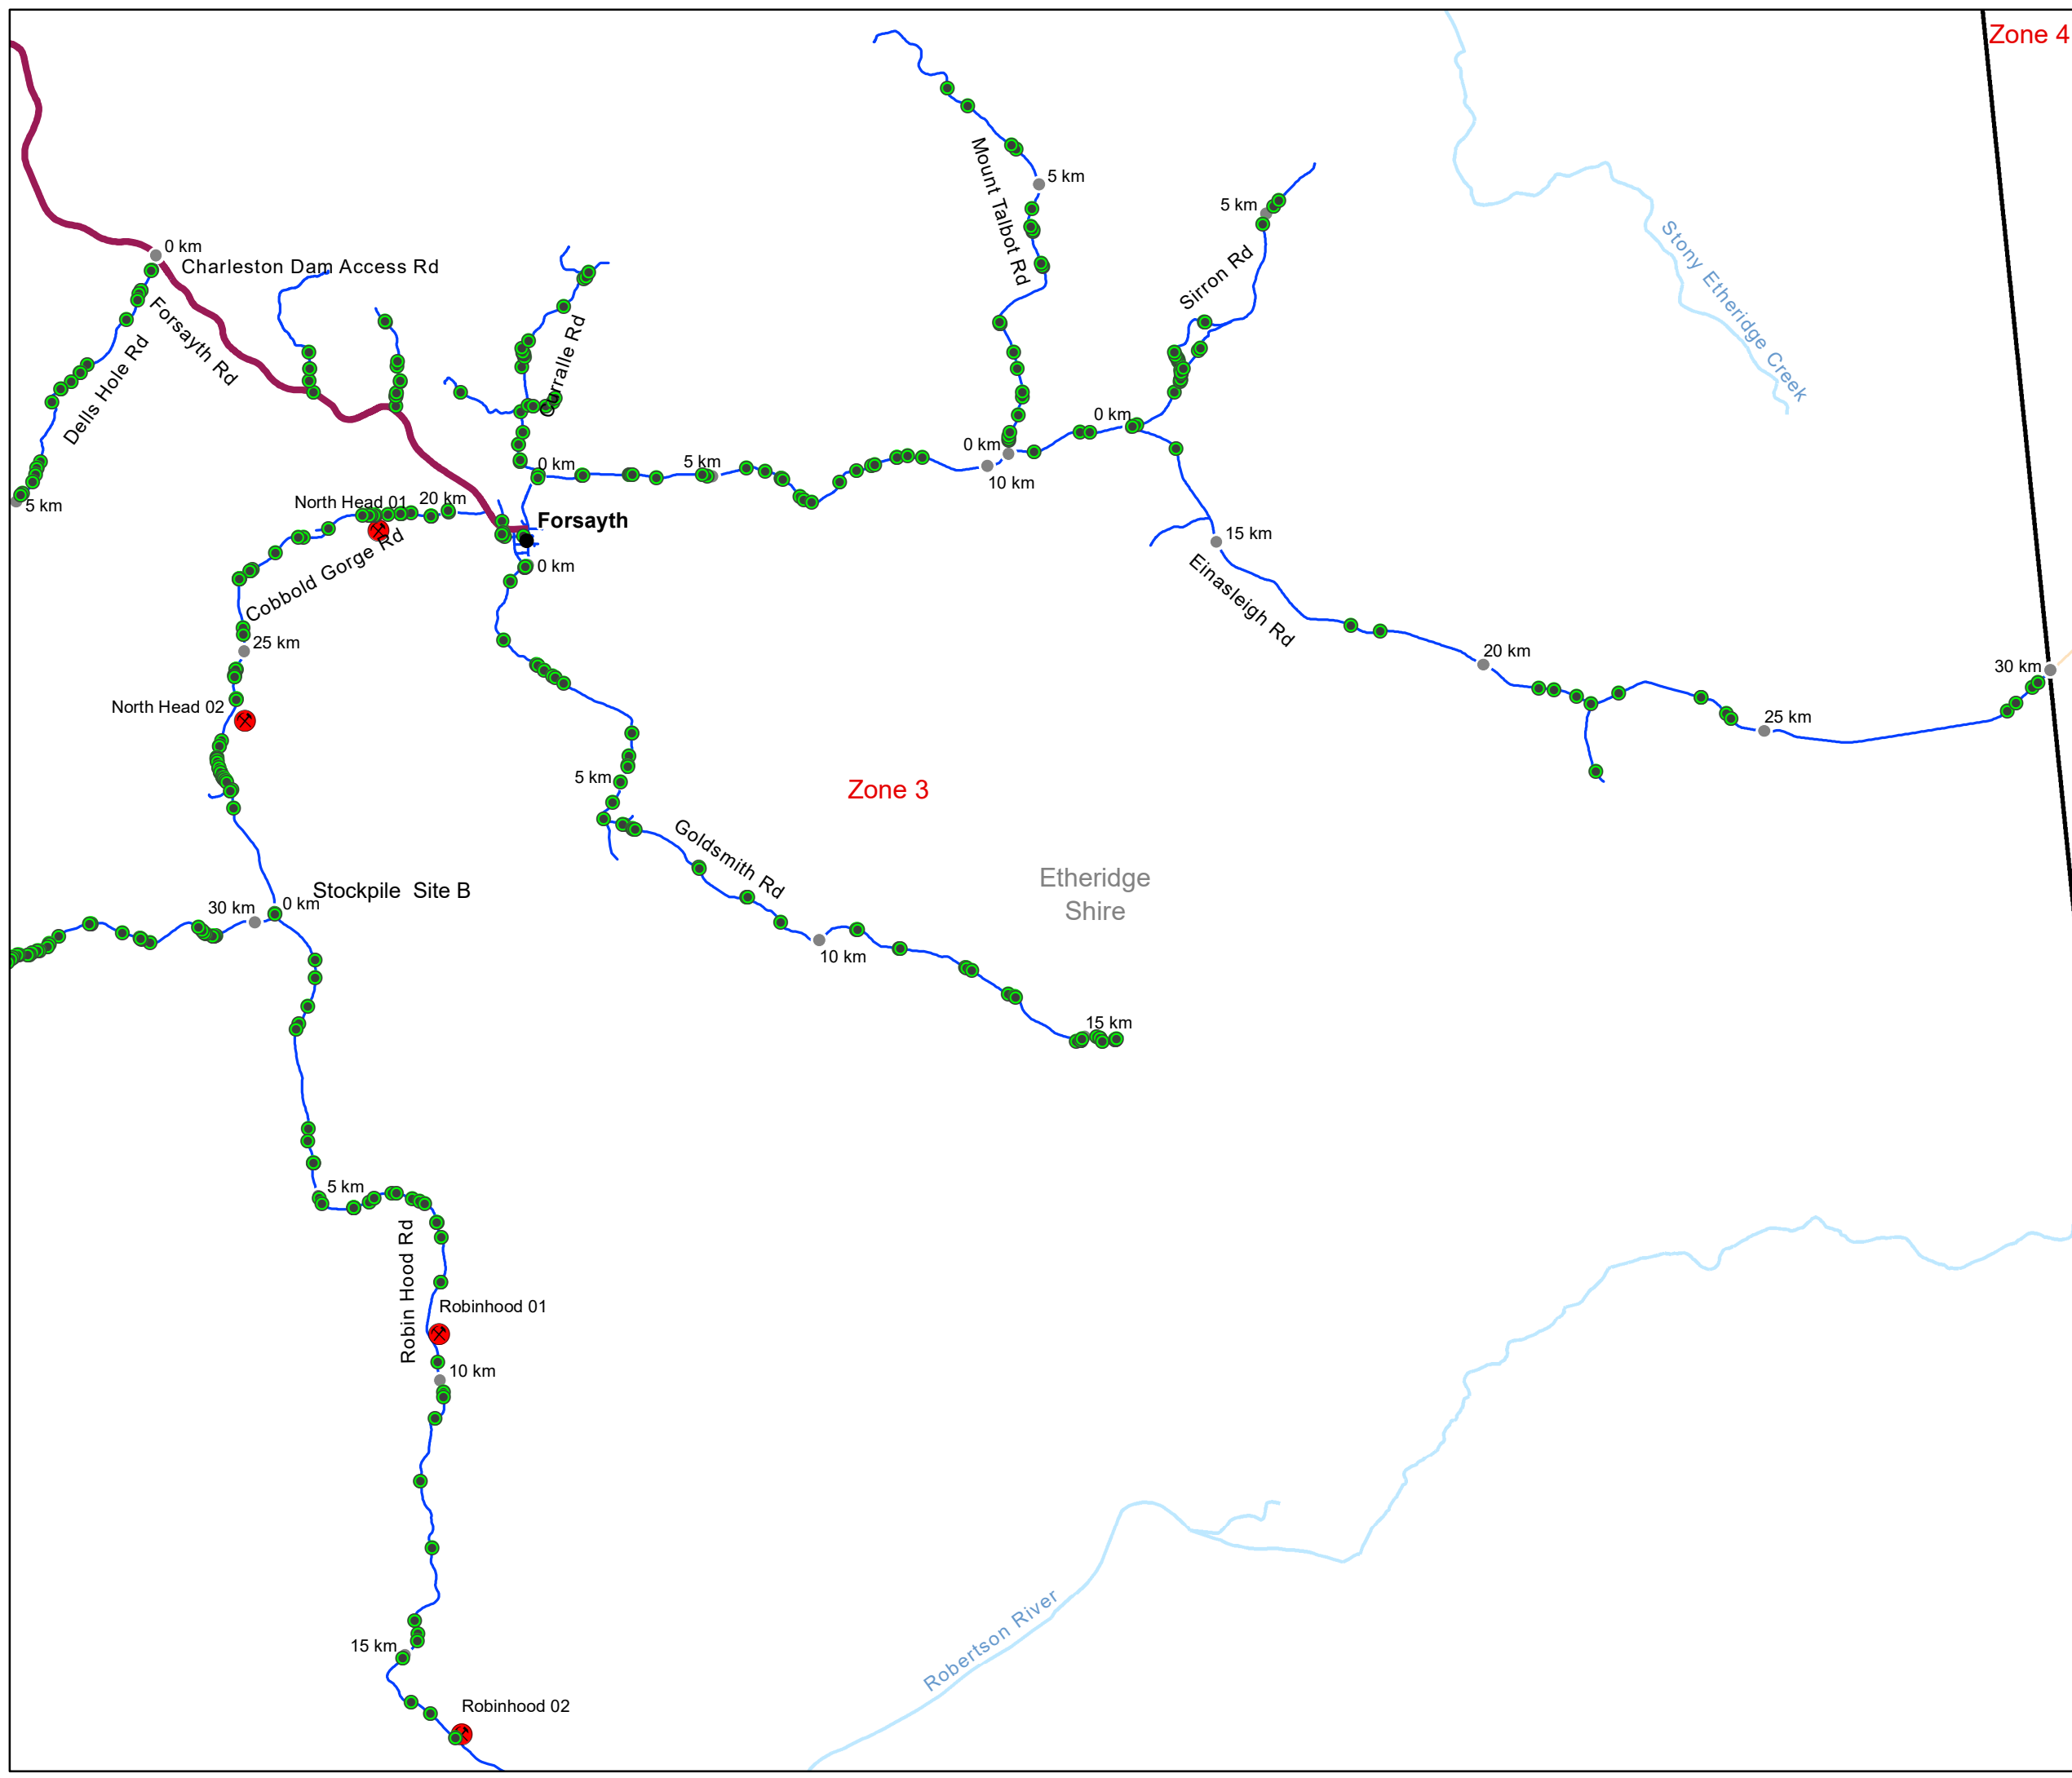 Zone 4
5 km
Mount Talbot Rd
5 km
Sirron Rd
Stony Etheridge Creek
0 km
Charleston Dam Access Rd
Forsayth Rd
Dells Hole Rd
0 km
0 km
0 km
5 km
10 km
5 km
North Head 01
20 km
Forsayth
Cobbold Gorge Rd
0 km
15 km
Einasleigh Rd
25 km
20 km
30 km
North Head 02
25 km
5 km
Zone 3
Goldsmith Rd
Etheridge
Shire
Stockpile Site B
30 km
0 km
10 km
15 km
5 km
Robin Hood Rd
Robinhood 01
10 km
Robertson River
15 km
Robinhood 02